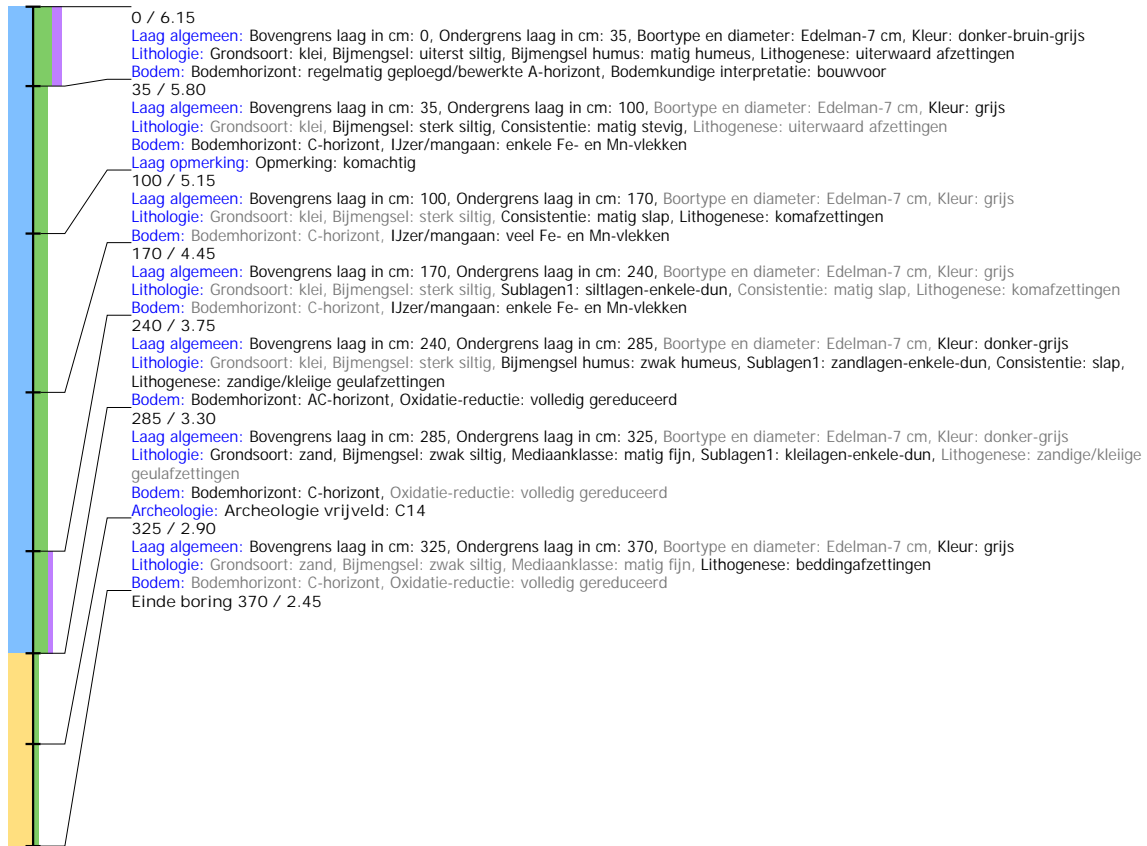 0 / 6.15
Laag algemeen: Bovengrens laag in cm: 0, Ondergrens laag in cm: 35, Boortype en diameter: Edelman-7 cm, Kleur: donker-bruin-grijs
Lithologie: Grondsoort: klei, Bijmengsel: uiterst siltig, Bijmengsel humus: matig humeus, Lithogenese: uiterwaard afzettingen
Bodem: Bodemhorizont: regelmatig geploegd/bewerkte A-horizont, Bodemkundige interpretatie: bouwvoor
35 / 5.80
Laag algemeen: Bovengrens laag in cm: 35, Ondergrens laag in cm: 100, Boortype en diameter: Edelman-7 cm, Kleur: grijs
Lithologie: Grondsoort: klei, Bijmengsel: sterk siltig, Consistentie: matig stevig, Lithogenese: uiterwaard afzettingen
Bodem: Bodemhorizont: C-horizont, IJzer/mangaan: enkele Fe- en Mn-vlekken
Laag opmerking: Opmerking: komachtig
100 / 5.15
Laag algemeen: Bovengrens laag in cm: 100, Ondergrens laag in cm: 170, Boortype en diameter: Edelman-7 cm, Kleur: grijs
Lithologie: Grondsoort: klei, Bijmengsel: sterk siltig, Consistentie: matig slap, Lithogenese: komafzettingen
Bodem: Bodemhorizont: C-horizont, IJzer/mangaan: veel Fe- en Mn-vlekken
170 / 4.45
Laag algemeen: Bovengrens laag in cm: 170, Ondergrens laag in cm: 240, Boortype en diameter: Edelman-7 cm, Kleur: grijs
Lithologie: Grondsoort: klei, Bijmengsel: sterk siltig, Sublagen1: siltlagen-enkele-dun, Consistentie: matig slap, Lithogenese: komafzettingen
Bodem: Bodemhorizont: C-horizont, IJzer/mangaan: enkele Fe- en Mn-vlekken
240 / 3.75
Laag algemeen: Bovengrens laag in cm: 240, Ondergrens laag in cm: 285, Boortype en diameter: Edelman-7 cm, Kleur: donker-grijs
Lithologie: Grondsoort: klei, Bijmengsel: sterk siltig, Bijmengsel humus: zwak humeus, Sublagen1: zandlagen-enkele-dun, Consistentie: slap,
Lithogenese: zandige/kleiige geulafzettingen
Bodem: Bodemhorizont: AC-horizont, Oxidatie-reductie: volledig gereduceerd
285 / 3.30
Laag algemeen: Bovengrens laag in cm: 285, Ondergrens laag in cm: 325, Boortype en diameter: Edelman-7 cm, Kleur: donker-grijs
Lithologie: Grondsoort: zand, Bijmengsel: zwak siltig, Mediaanklasse: matig fijn, Sublagen1: kleilagen-enkele-dun, Lithogenese: zandige/kleiige
geulafzettingen
Bodem: Bodemhorizont: C-horizont, Oxidatie-reductie: volledig gereduceerd
Archeologie: Archeologie vrijveld: C14
325 / 2.90
Laag algemeen: Bovengrens laag in cm: 325, Ondergrens laag in cm: 370, Boortype en diameter: Edelman-7 cm, Kleur: grijs
Lithologie: Grondsoort: zand, Bijmengsel: zwak siltig, Mediaanklasse: matig fijn, Lithogenese: beddingafzettingen
Bodem: Bodemhorizont: C-horizont, Oxidatie-reductie: volledig gereduceerd
Einde boring 370 / 2.45